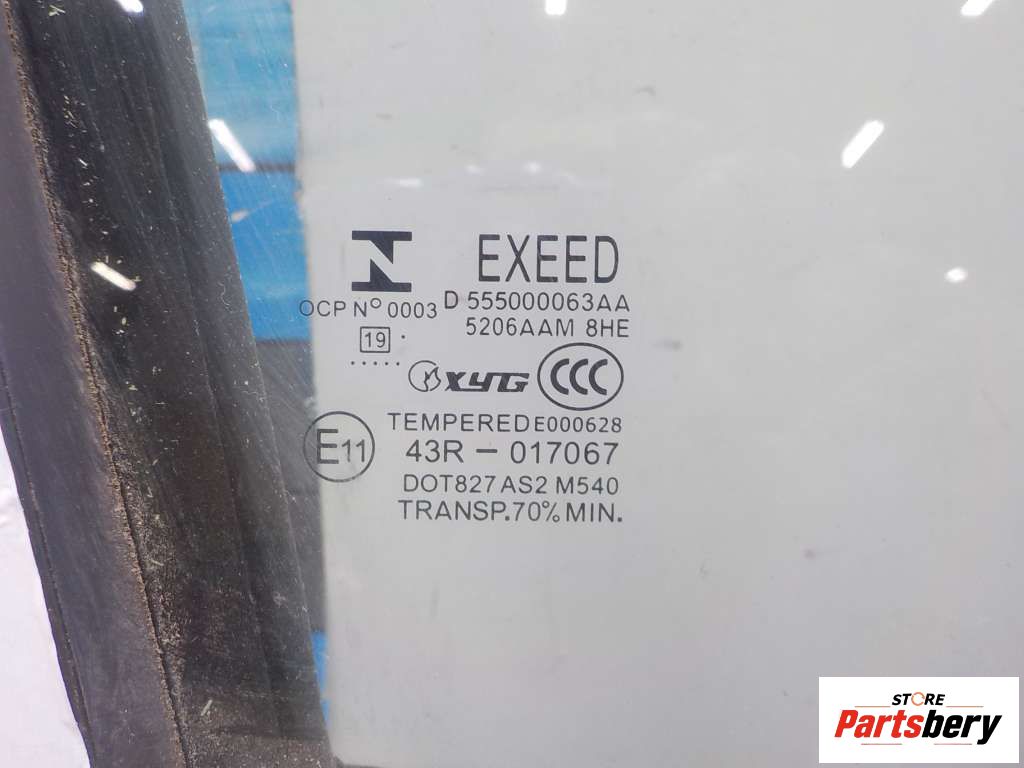 EXEED
OCP Nº 0003 D 555000063AA
5206AAM 8HE
19 .
.....
XYG CCC
TEMPERED E000628
E11 43R - 017067
DOT827 AS2 M540
TRANSP.70% MIN.
STORE
Partsbery